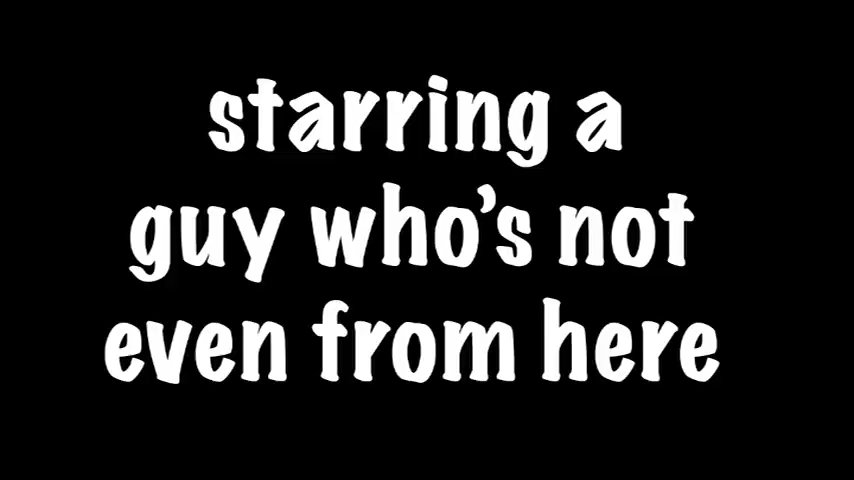 starring a
guy who’s not
even from here